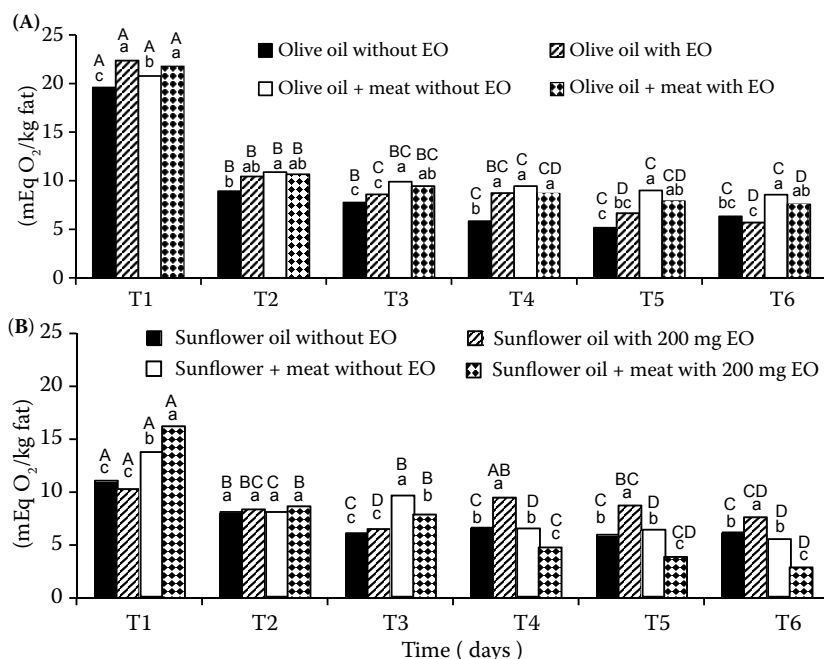 (A)
Olive oil without EO
Olive oil with EO
Olive oil + meat without EO
Olive oil + meat with EO
(mEq O2/kg fat)
25
20
15
10
5
0
A A A A
c a b a
B B B B
b ab a ab
B C BC BC
c c a ab
C B C CD
b a a a
C D C CD
c bc a ab
C D C D
bc c a ab
T1 T2 T3 T4 T5 T6
(B)
Sunflower oil without EO
Sunflower oil with 200 mg EO
Sunflower + meat without EO
Sunflower oil + meat with 200 mg EO
(mEq O2/kg fat)
25
20
15
10
5
0
A A A A
c c b a
B BC C B
a a a a
C D B B
c c a b
C AB D C
b a b c
C BC D CD
b a b c
C CD D D
b a b c
T1 T2 T3 T4 T5 T6
Time ( days )